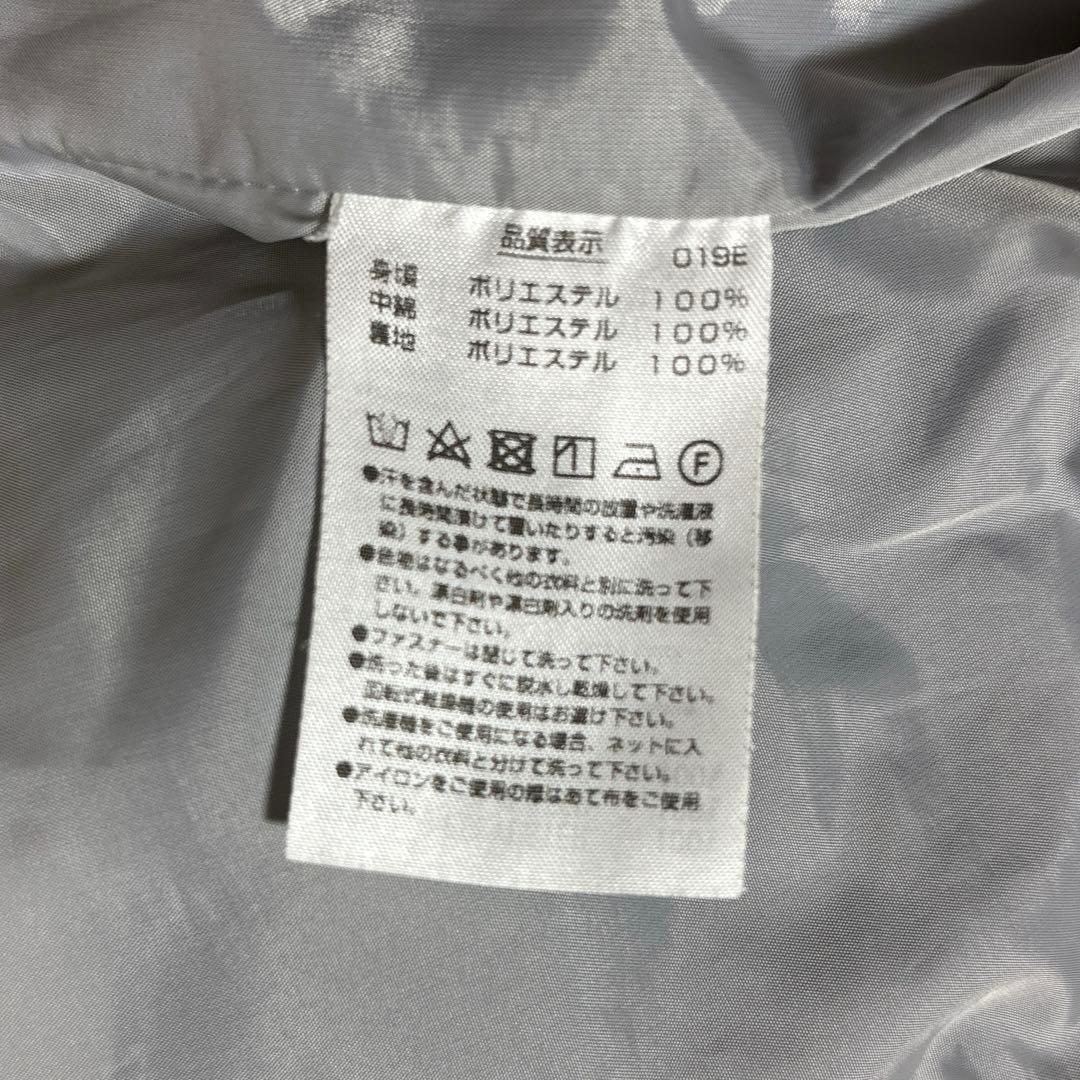 品質表示 019E
身頃 ポリエステル 100%
中綿 ポリエステル 100%
裏地 ポリエステル 100%
F
●汗を含んだ状態で長時間の放置や洗濯液
に長時間漬けて置いたりすると汚染（移
染）する事があります。
●色物はなるべく他の衣料と別に洗って下
さい。漂白剤や漂白剤入りの洗剤を使用
しないで下さい。
●ファスナーは閉じて洗って下さい。
●洗った後はすぐに脱水し乾燥して下さい。
回転式乾燥機の使用はお避け下さい。
●洗濯機をご使用になる場合、ネットに入
れて他の衣料と分けて洗って下さい。
●アイロンをご使用の際はあて布をご使用
下さい。